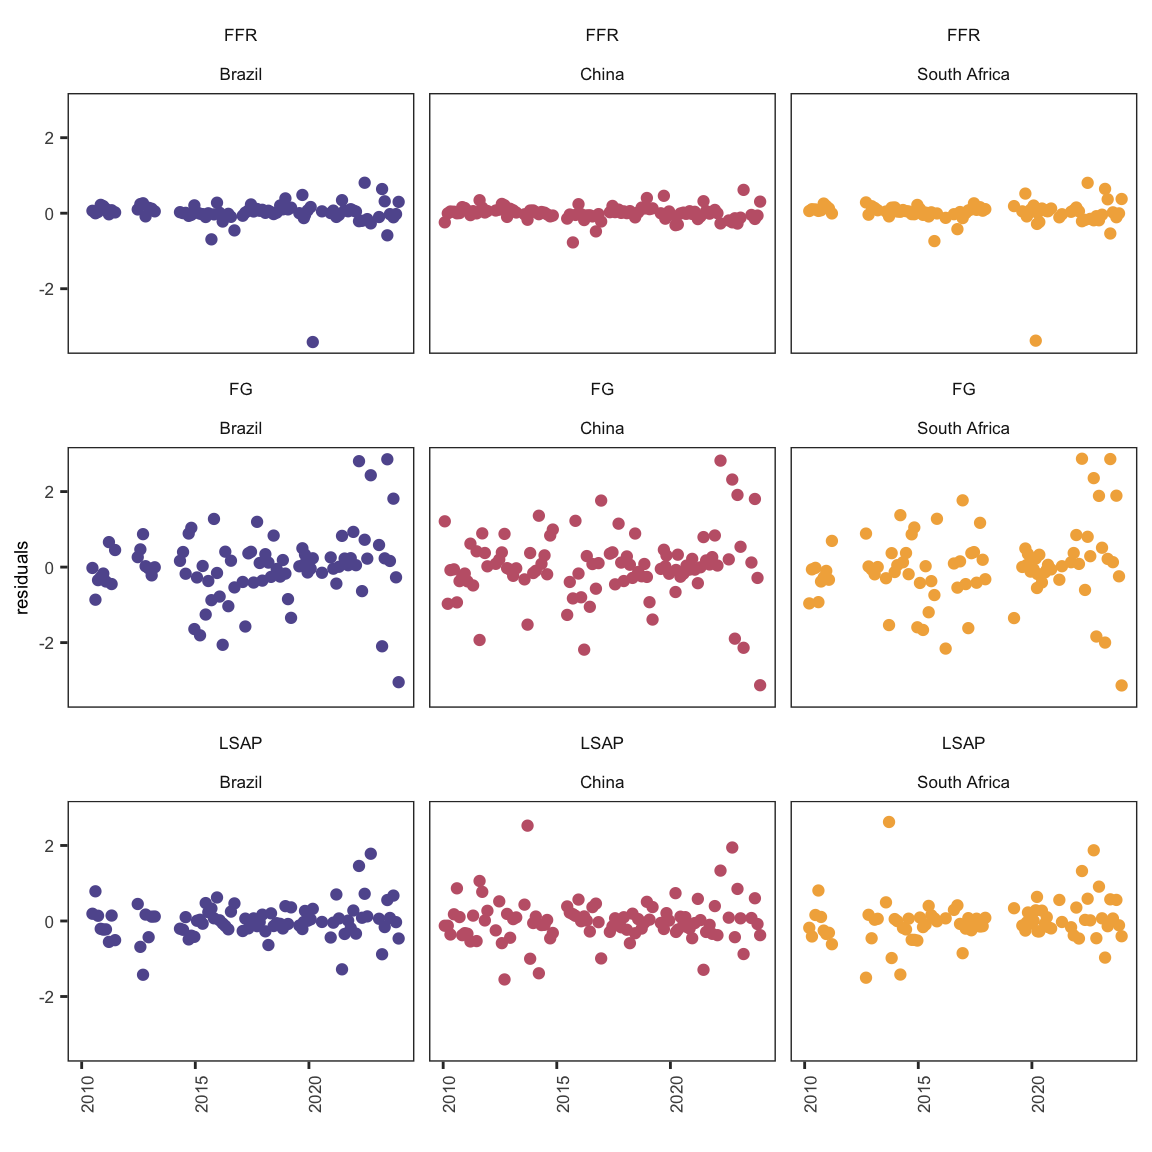 FFR FFR FFR
Brazil China South Africa
2
0
-2
FG FG FG
Brazil China South Africa
2
0
-2
residuals
LSAP LSAP LSAP
Brazil China South Africa
2
0
-2
2010 2015 2020 2010 2015 2020 2010 2015 2020